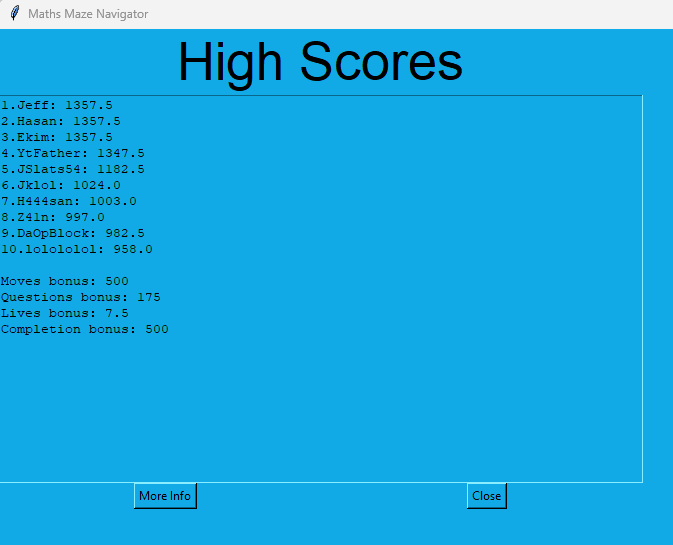 Maths Maze Navigator
High Scores
1.Jeff: 1357.5
2.Hasan: 1357.5
3.Ekim: 1357.5
4.YtFather: 1347.5
5.JSlats54: 1182.5
6.Jklol: 1024.0
7.H444san: 1003.0
8.Z41n: 997.0
9.DaOpBlock: 982.5
10.lolololol: 958.0
Moves bonus: 500
Questions bonus: 175
Lives bonus: 7.5
Completion bonus: 500
More Info Close